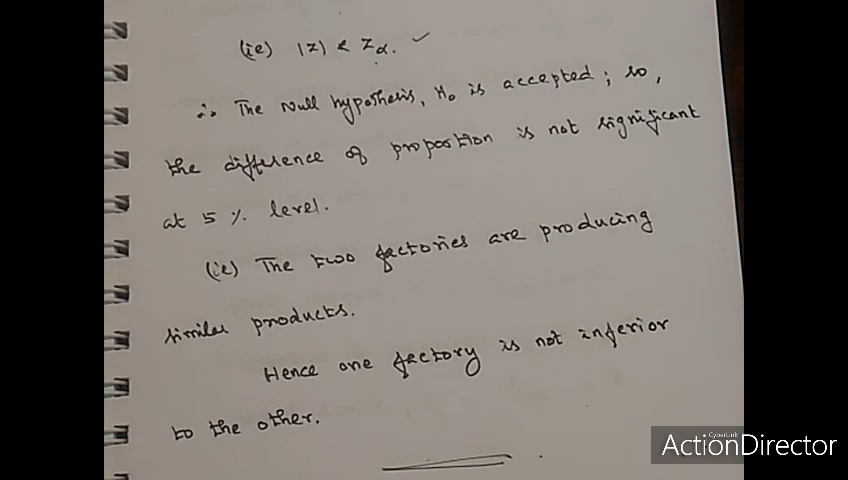 (ie) |z| < zα. ✓
∴ The Null hypothesis, H₀ is accepted; so,
the difference of proportion is not significant
at 5 % level.
(ie) The two factories are producing
similar products.
Hence one factory is not inferior
to the other.
CyberLink
ActionDirector